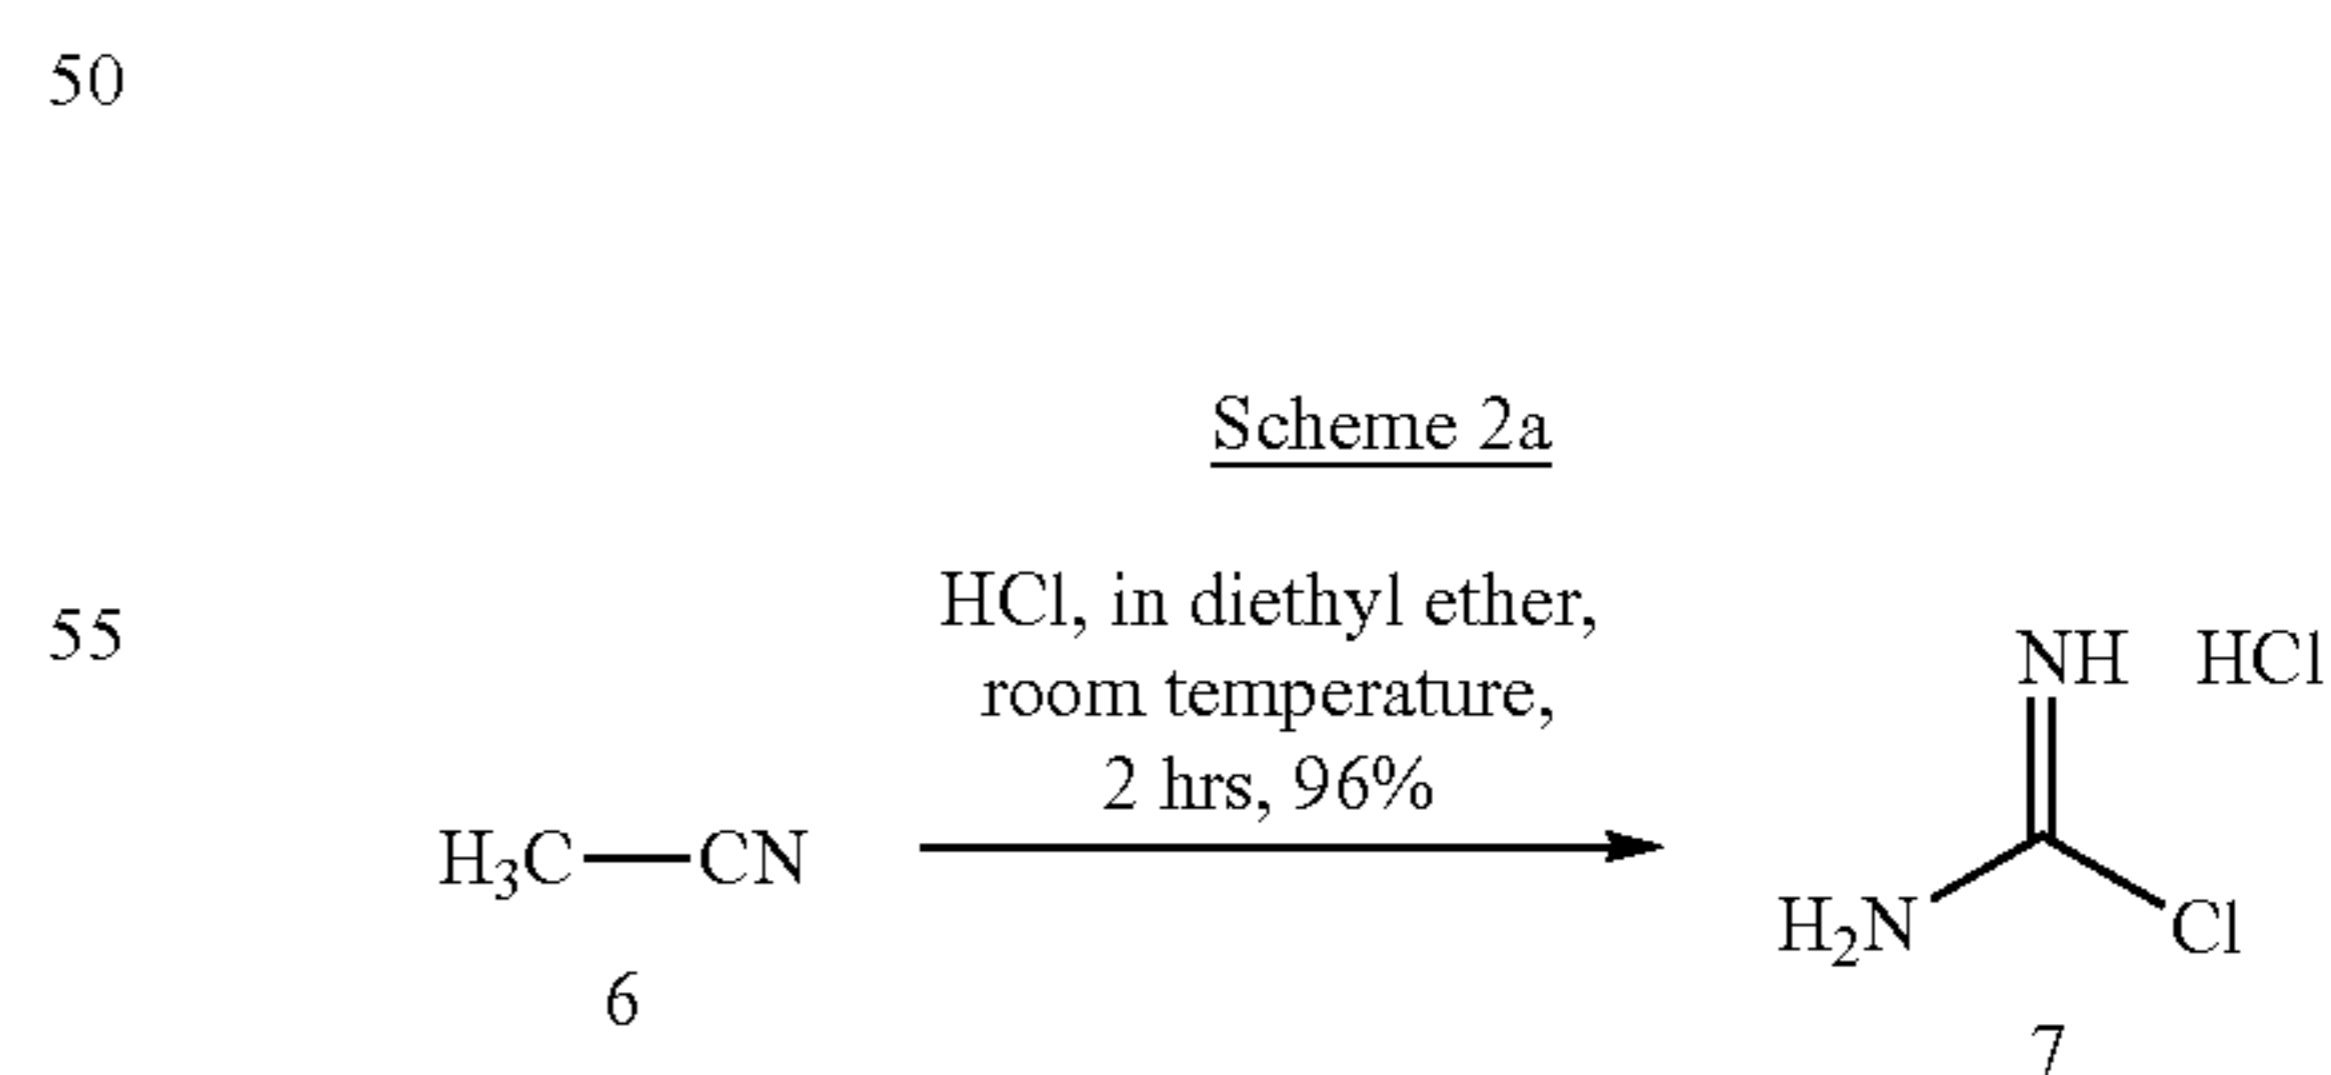 50
Scheme 2a
HCl, in diethyl ether,
55
room temperature,
2 hrs, 96%
NH HCl
H₃C—CN
H₂N
Cl
6
7